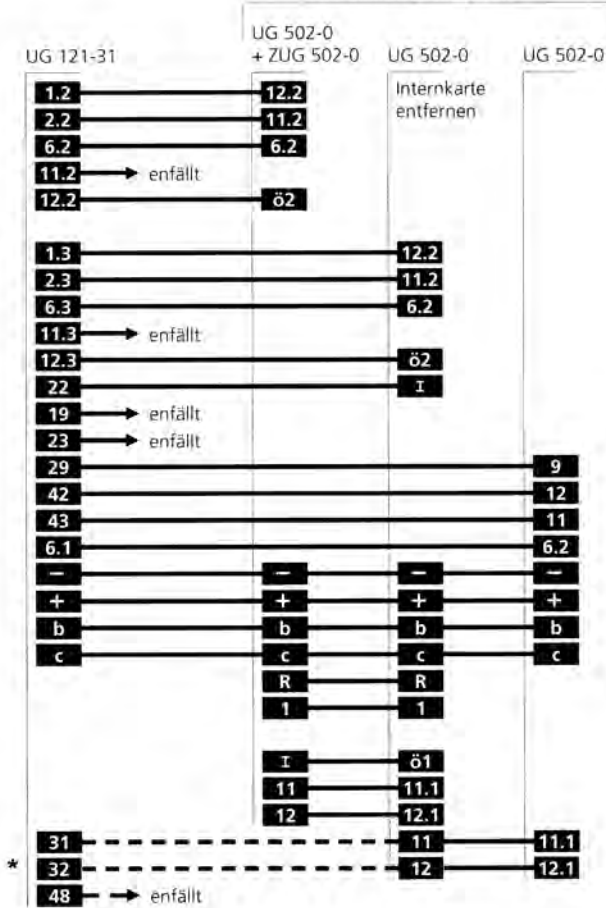 UG 502-0
UG 121-31 + ZUG 502-0 UG 502-0 UG 502-0
1.2 12.2 Internkarte
2.2 11.2 entfernen
6.2 6.2
11.2 enfällt
12.2 ö2
1.3 12.2
2.3 11.2
6.3 6.2
11.3 enfällt
12.3 ö2
22 I
19 enfällt
23 enfällt
29 9
42 12
43 11
6.1 6.2
− − − −
+ + + +
b b b b
c c c c
R R
1 1
I ö1
11 11.1
12 12.1
31 11 11.1
* 32 12 12.1
48 enfällt